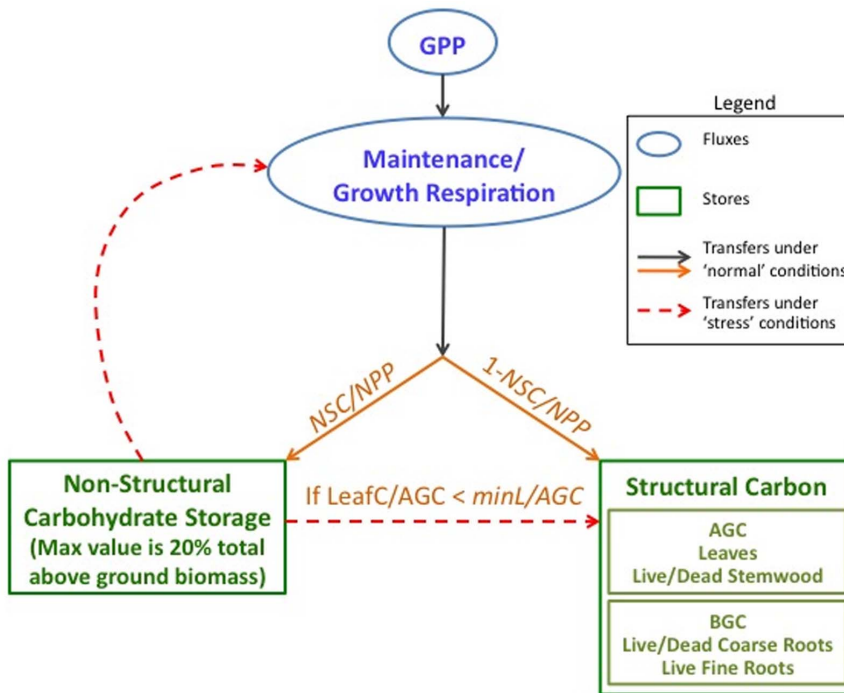 GPP
Maintenance/
Growth Respiration
Legend
Fluxes
Stores
Transfers under
‘normal’ conditions
Transfers under
‘stress’ conditions
NSC/NPP
1-NSC/NPP
Non-Structural
Carbohydrate Storage
(Max value is 20% total
above ground biomass)
If LeafC/AGC < minL/AGC
Structural Carbon
AGC
Leaves
Live/Dead Stemwood
BGC
Live/Dead Coarse Roots
Live Fine Roots